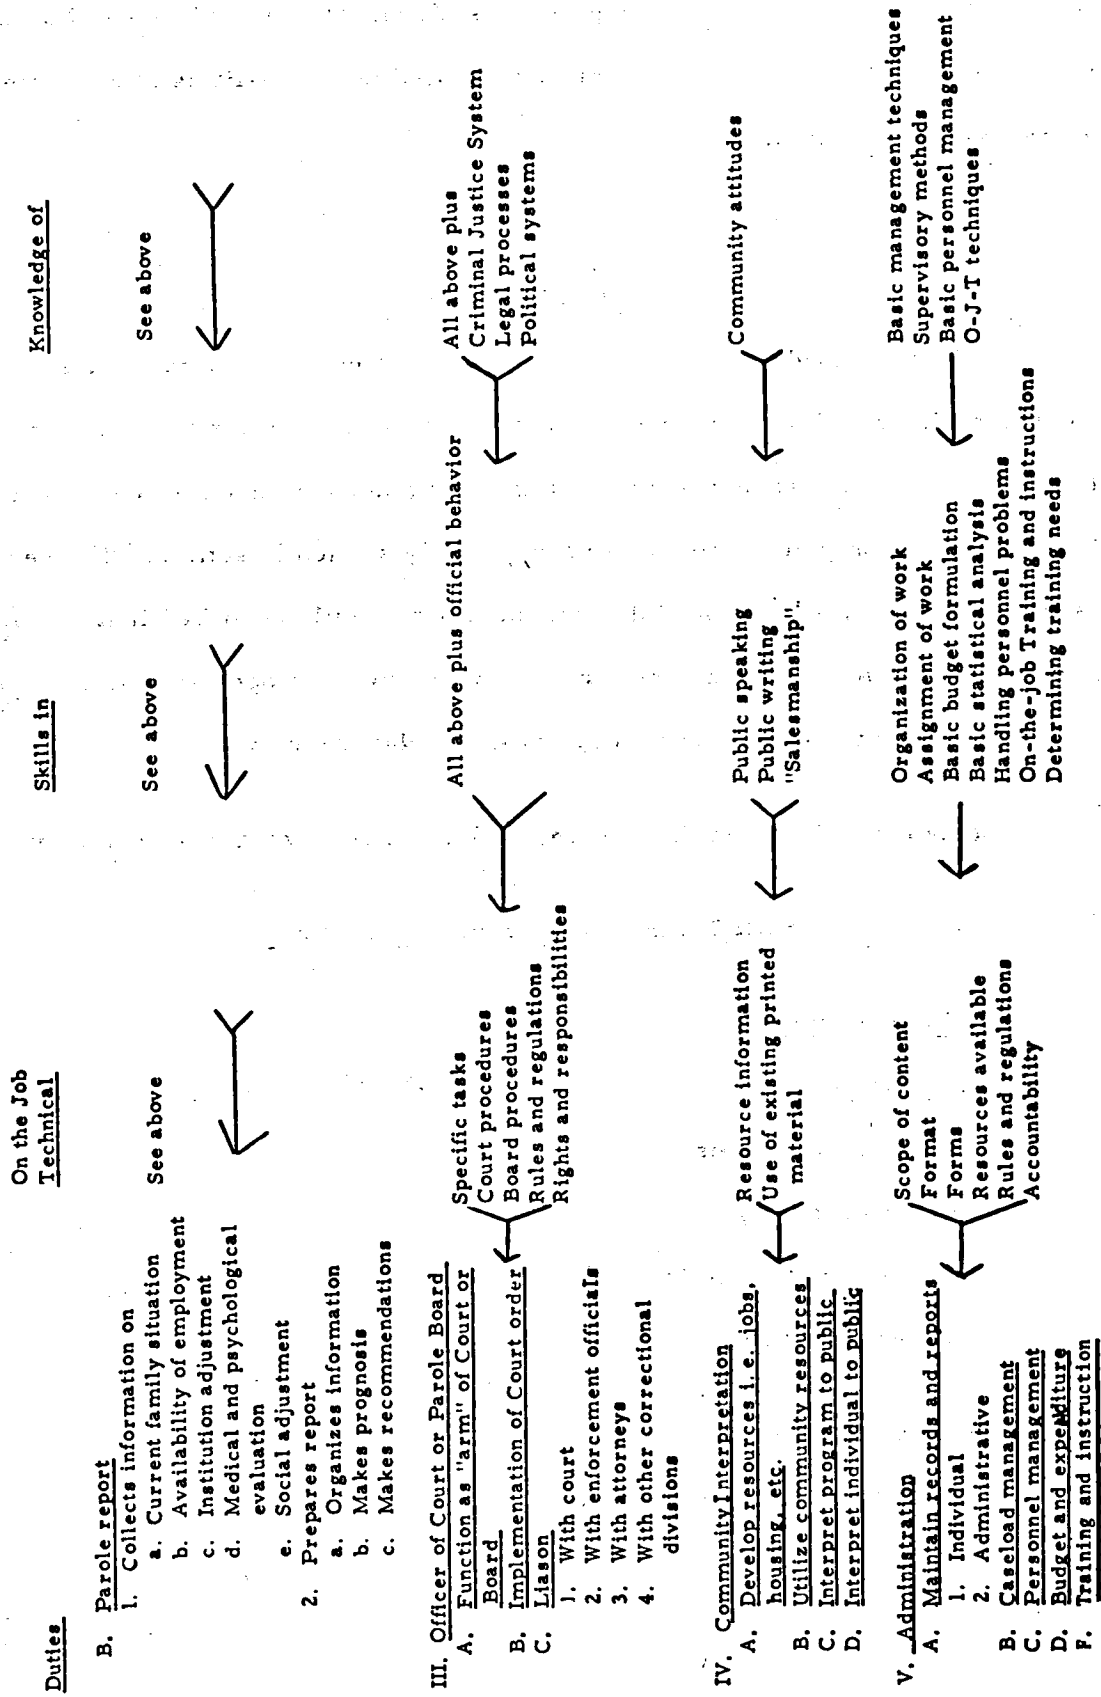 Duties
On the Job
Technical
Skills in
Knowledge of
B. Parole report
1. Collects information on
a. Current family situation
b. Availability of employment
c. Institution adjustment
d. Medical and psychological
evaluation
e. Social adjustment
2. Prepares report
a. Organizes information
b. Makes prognosis
c. Makes recommendations
See above
See above
See above
III. Officer of Court or Parole Board
A. Function as "arm" of Court or
Board
B. Implementation of Court order
C. Liason
1. With court
2. With enforcement officials
3. With attorneys
4. With other correctional
divisions
Specific tasks
Court procedures
Board procedures
Rules and regulations
Rights and responsibilities
All above plus official behavior
All above plus
Criminal Justice System
Legal processes
Political systems
IV. Community Interpretation
A. Develop resources i. e. jobs,
housing, etc.
B. Utilize community resources
C. Interpret program to public
D. Interpret individual to public
Resource information
Use of existing printed
material
Public speaking
Public writing
"Salesmanship"
Community attitudes
V. Administration
A. Maintain records and reports
1. Individual
2. Administrative
B. Caseload management
C. Personnel management
D. Budget and expenditure
F. Training and instruction
Scope of content
Format
Forms
Resources available
Rules and regulations
Accountability
Organization of work
Assignment of work
Basic budget formulation
Basic statistical analysis
Handling personnel problems
On-the-job Training and instructions
Determining training needs
Basic management techniques
Supervisory methods
Basic personnel management
O-J-T techniques